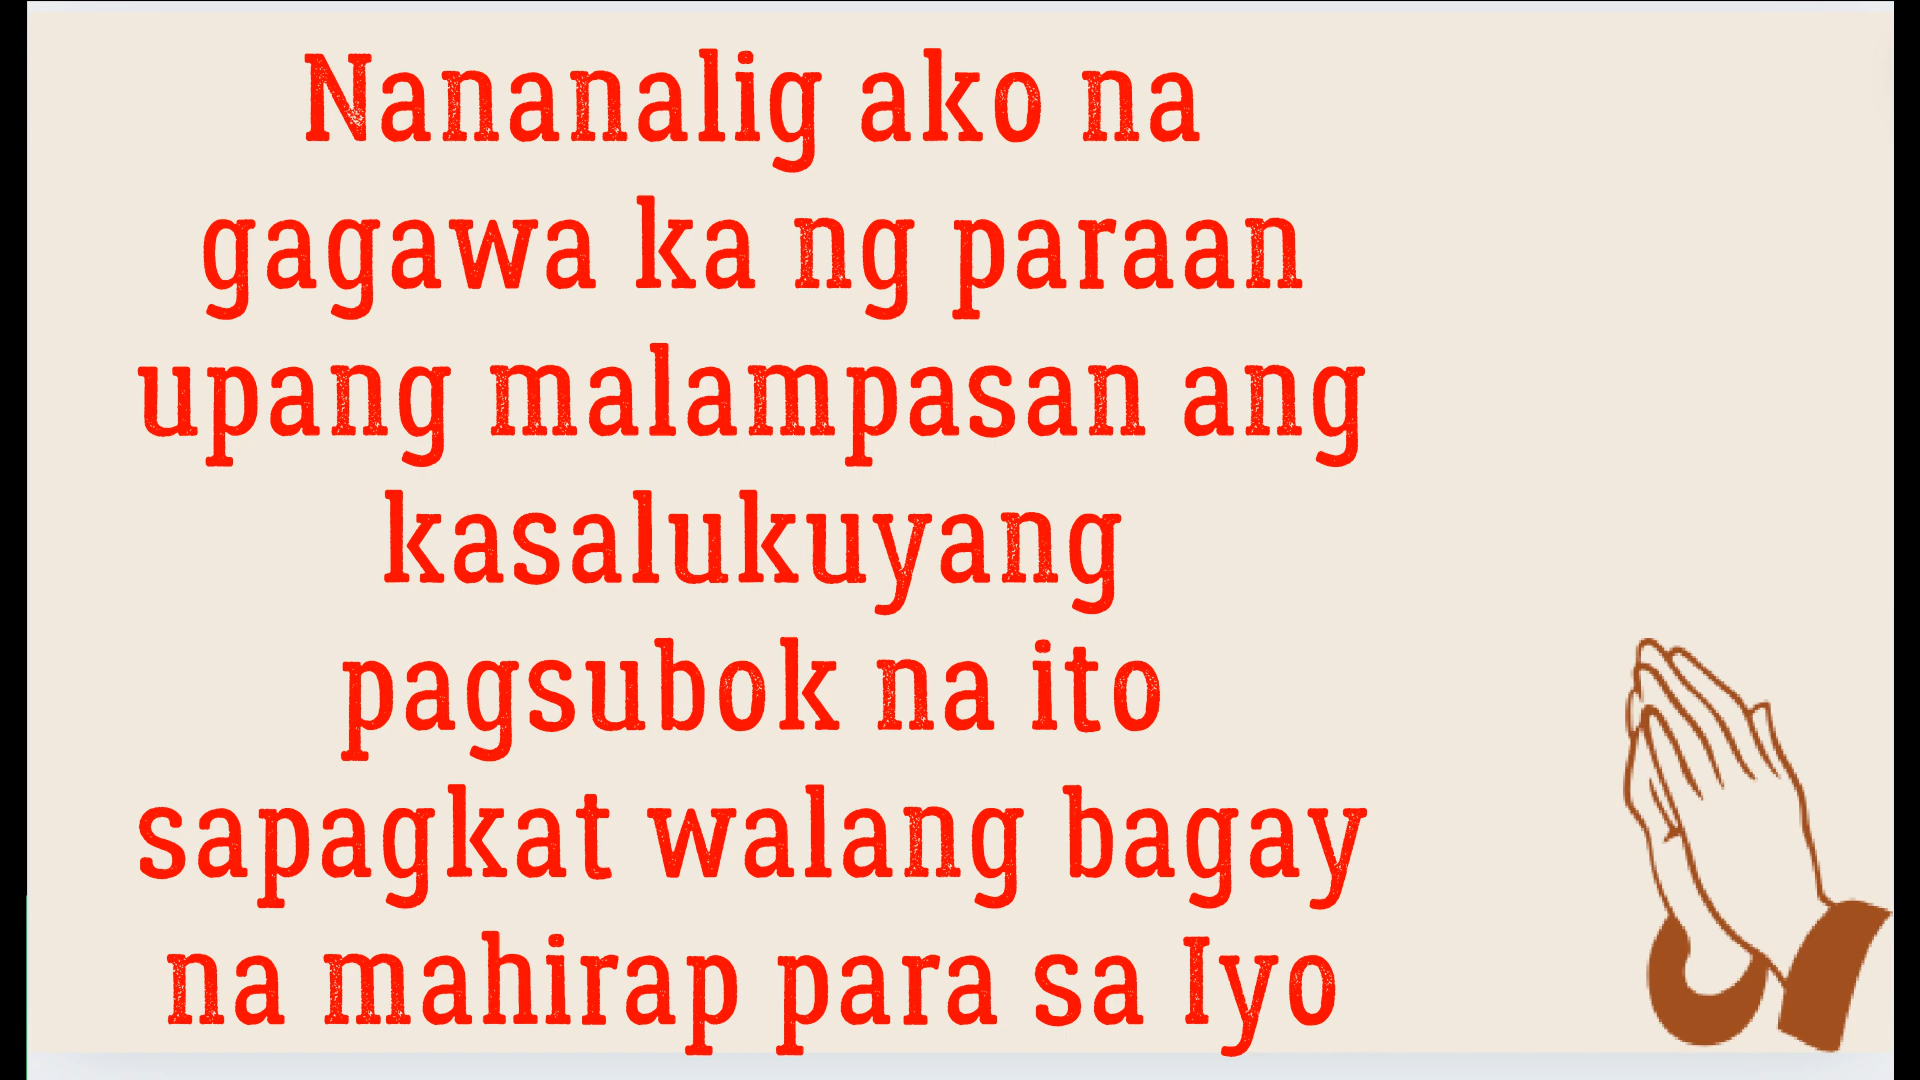 Nananalig ako na
gagawa ka ng paraan
upang malampasan ang
kasalukuyang
pagsubok na ito
sapagkat walang bagay
na mahirap para sa Iyo